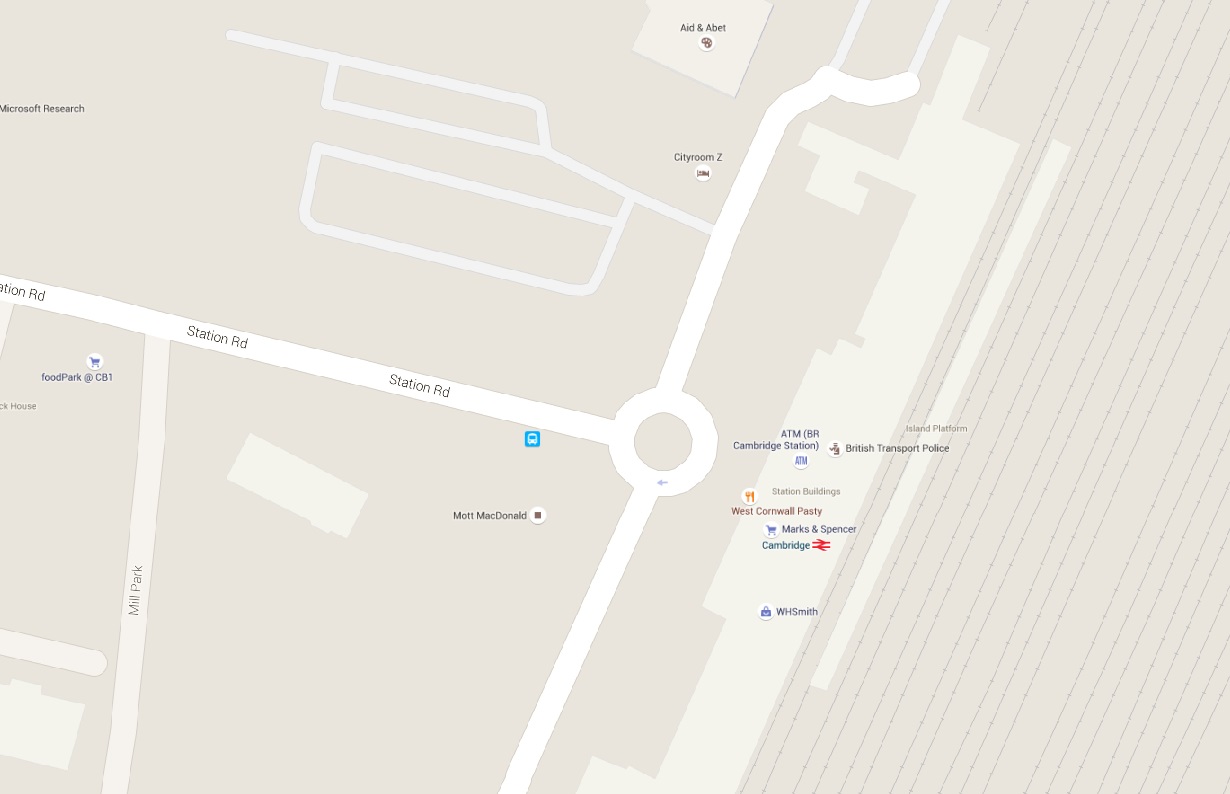 Aid & Abet
Microsoft Research
Cityroom Z
ation Rd
Station Rd
Station Rd
foodPark @ CB1
ck House
Island Platform
ATM (BR
Cambridge Station)
British Transport Police
ATM
Station Buildings
West Cornwall Pasty
Mott MacDonald
Marks & Spencer
Cambridge
Mill Park
WHSmith